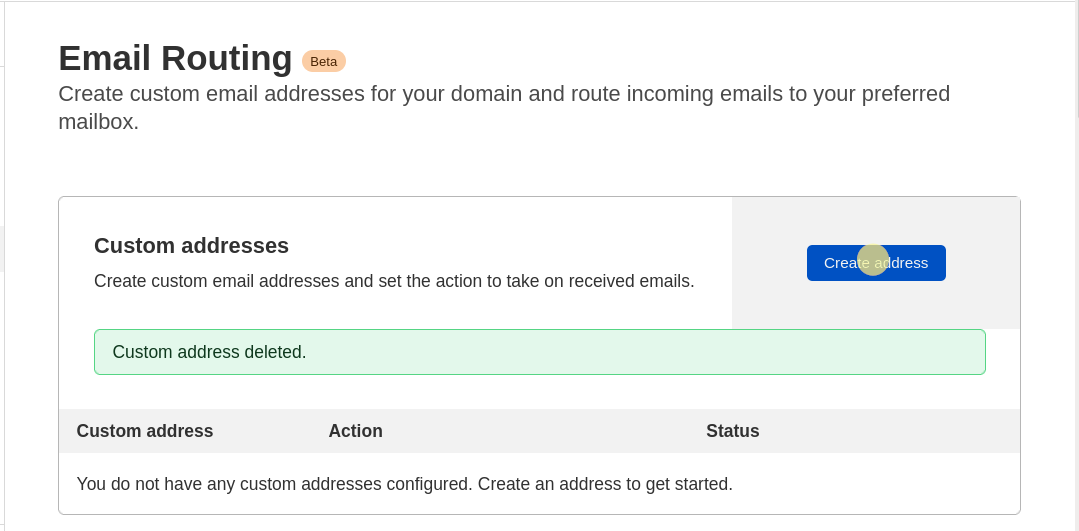 Email Routing Beta
Create custom email addresses for your domain and route incoming emails to your preferred
mailbox.
Custom addresses
Create custom email addresses and set the action to take on received emails.
Create address
Custom address deleted.
Custom address Action Status
You do not have any custom addresses configured. Create an address to get started.